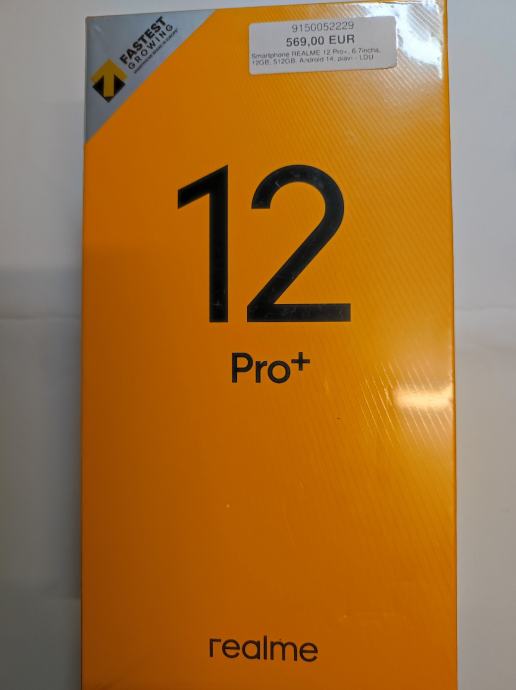 FASTEST
GROWING
9150052229
569,00 EUR
Smartphone REALME 12 Pro+, 6.7incha,
12GB, 512GB, Android 14, plavi - LDU
12
Pro+
realme